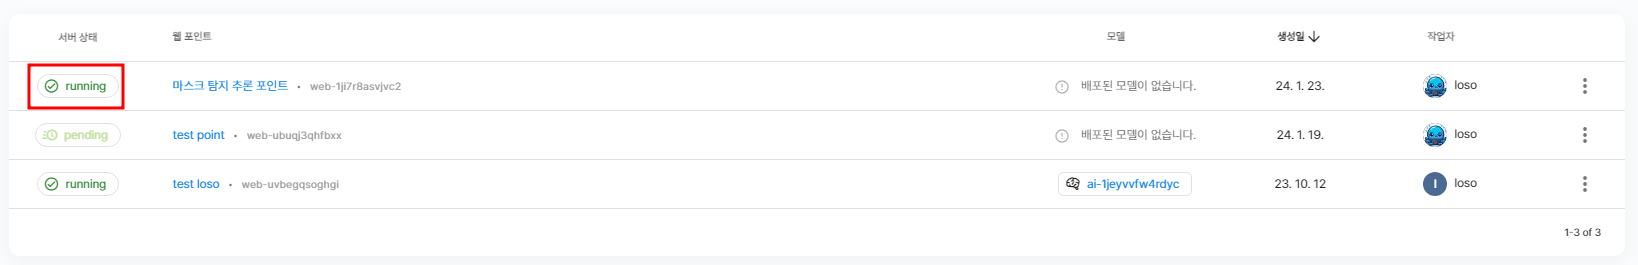 서버 상태 웹 포인트 모델 생성일 작업자
running 마스크 탐지 추론 포인트 • web-1ji7r8asvjvc2 배포된 모델이 없습니다. 24. 1. 23. loso
pending test point • web-ubuqj3qhfbxx 배포된 모델이 없습니다. 24. 1. 19. loso
running test loso • web-uvbegqsoghgi ai-1jeyvvfw4rdyc 23. 10. 12 l loso
1-3 of 3